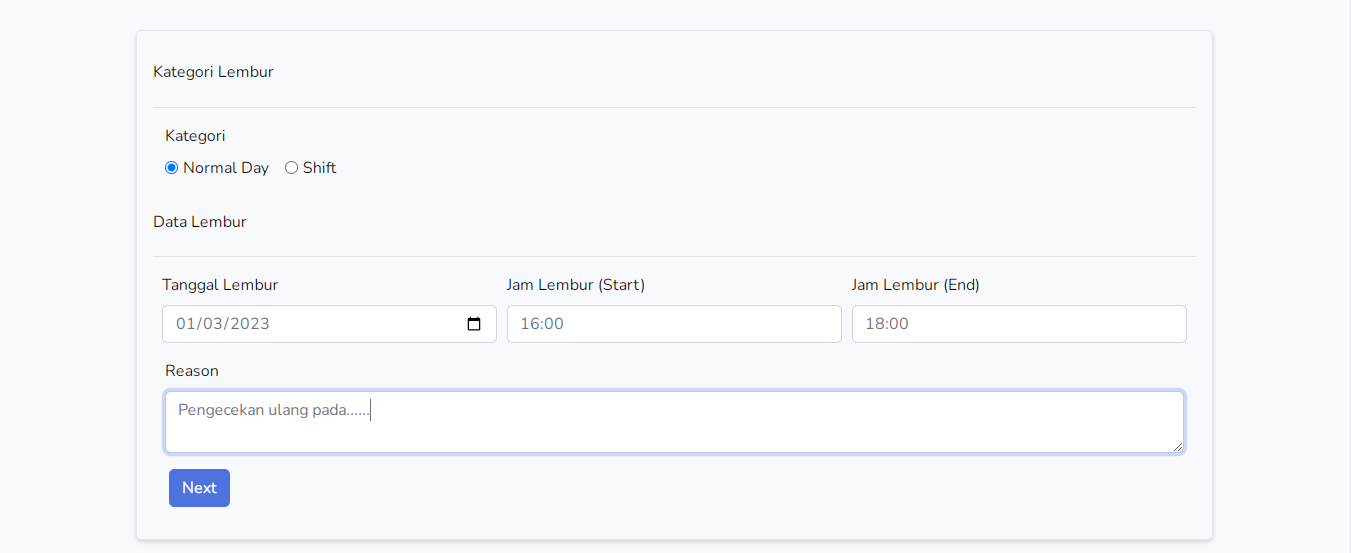 Kategori Lembur
Kategori
Normal Day Shift
Data Lembur
Tanggal Lembur Jam Lembur (Start) Jam Lembur (End)
01/03/2023 16:00 18:00
Reason
Pengecekan ulang pada......
Next